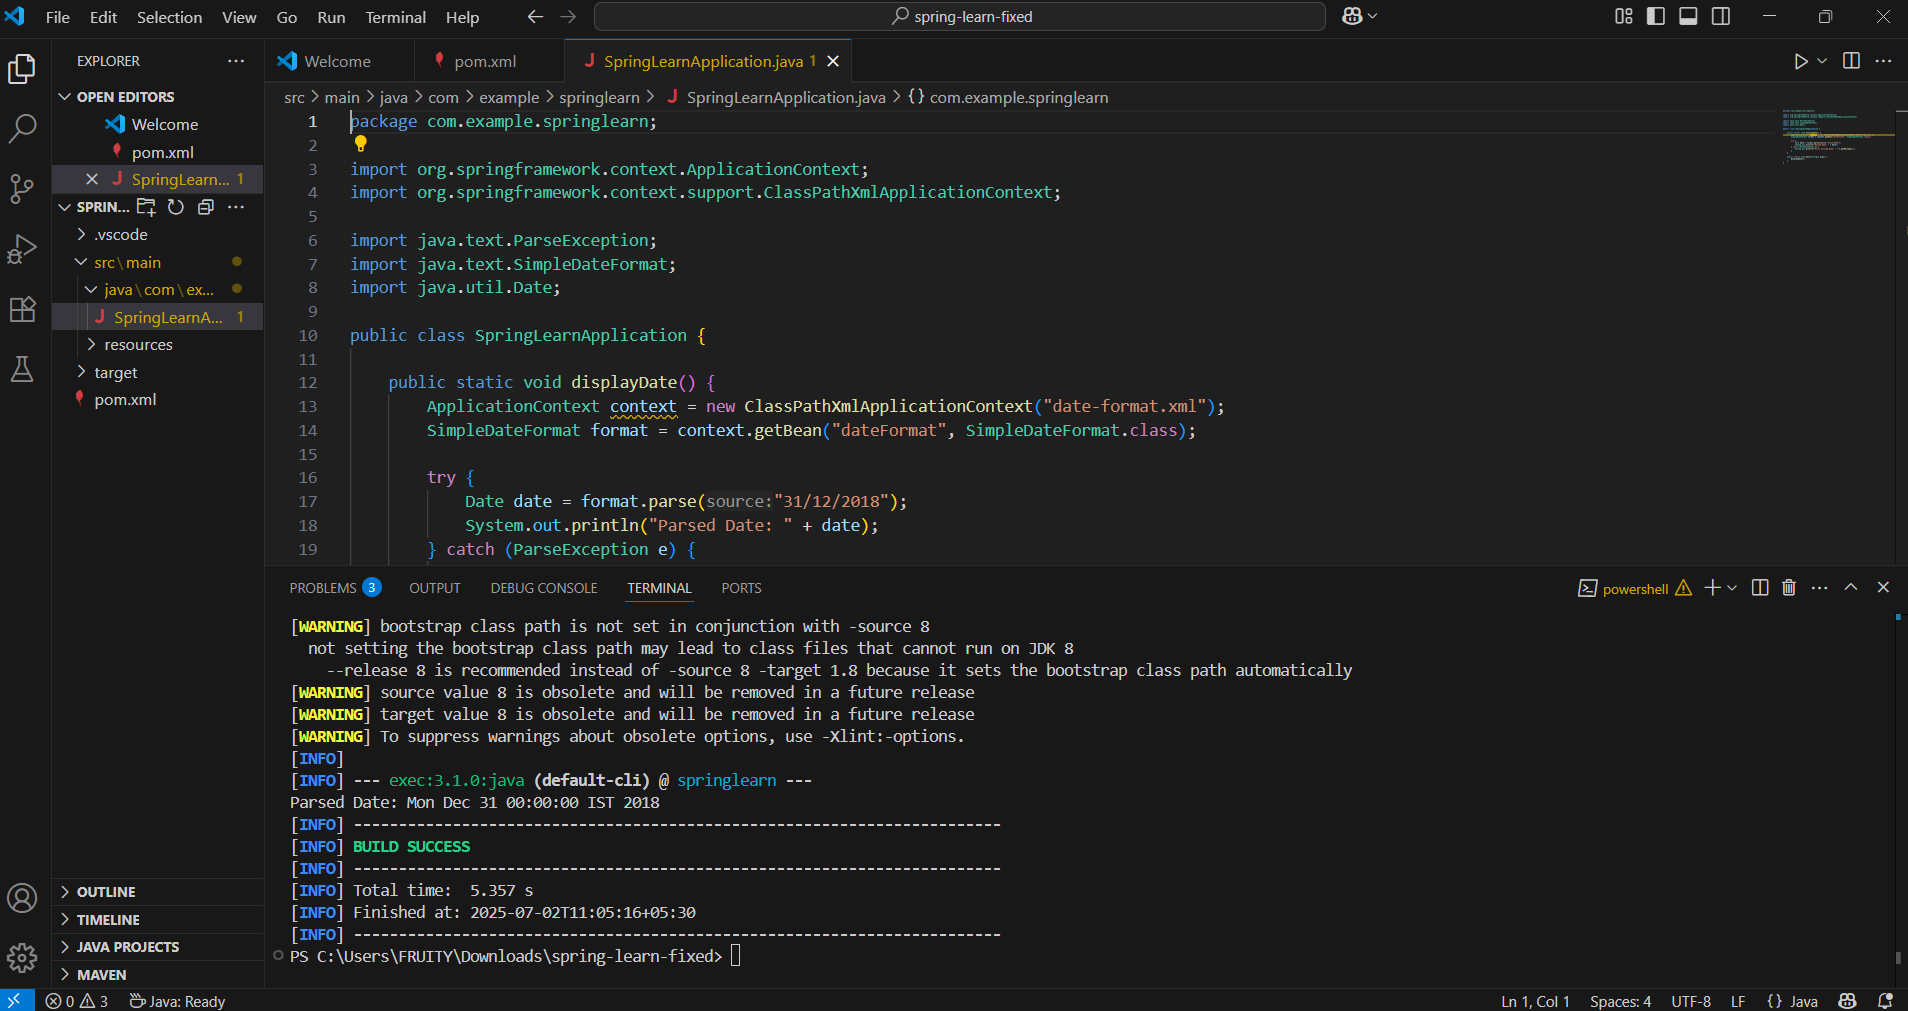 File Edit Selection View Go Run Terminal Help
spring-learn-fixed
EXPLORER
OPEN EDITORS
Welcome
pom.xml
SpringLearn... 1
SPRIN...
.vscode
src\main
java\com\ex...
SpringLearnA... 1
resources
target
pom.xml
OUTLINE
TIMELINE
JAVA PROJECTS
MAVEN
Welcome pom.xml SpringLearnApplication.java 1
src > main > java > com > example > springlearn > SpringLearnApplication.java > {} com.example.springlearn
1 package com.example.springlearn;
2
3 import org.springframework.context.ApplicationContext;
4 import org.springframework.context.support.ClassPathXmlApplicationContext;
5
6 import java.text.ParseException;
7 import java.text.SimpleDateFormat;
8 import java.util.Date;
9
10 public class SpringLearnApplication {
11
12 public static void displayDate() {
13 ApplicationContext context = new ClassPathXmlApplicationContext("date-format.xml");
14 SimpleDateFormat format = context.getBean("dateFormat", SimpleDateFormat.class);
15
16 try {
17 Date date = format.parse(source:"31/12/2018");
18 System.out.println("Parsed Date: " + date);
19 } catch (ParseException e) {
PROBLEMS 3 OUTPUT DEBUG CONSOLE TERMINAL PORTS
powershell
[WARNING] bootstrap class path is not set in conjunction with -source 8
not setting the bootstrap class path may lead to class files that cannot run on JDK 8
--release 8 is recommended instead of -source 8 -target 1.8 because it sets the bootstrap class path automatically
[WARNING] source value 8 is obsolete and will be removed in a future release
[WARNING] target value 8 is obsolete and will be removed in a future release
[WARNING] To suppress warnings about obsolete options, use -Xlint:-options.
[INFO]
[INFO] --- exec:3.1.0:java (default-cli) @ springlearn ---
Parsed Date: Mon Dec 31 00:00:00 IST 2018
[INFO] ------------------------------------------------------------------------
[INFO] BUILD SUCCESS
[INFO] ------------------------------------------------------------------------
[INFO] Total time:  5.357 s
[INFO] Finished at: 2025-07-02T11:05:16+05:30
[INFO] ------------------------------------------------------------------------
PS C:\Users\FRUITY\Downloads\spring-learn-fixed>
0 3 Java: Ready
Ln 1, Col 1 Spaces: 4 UTF-8 LF {} Java